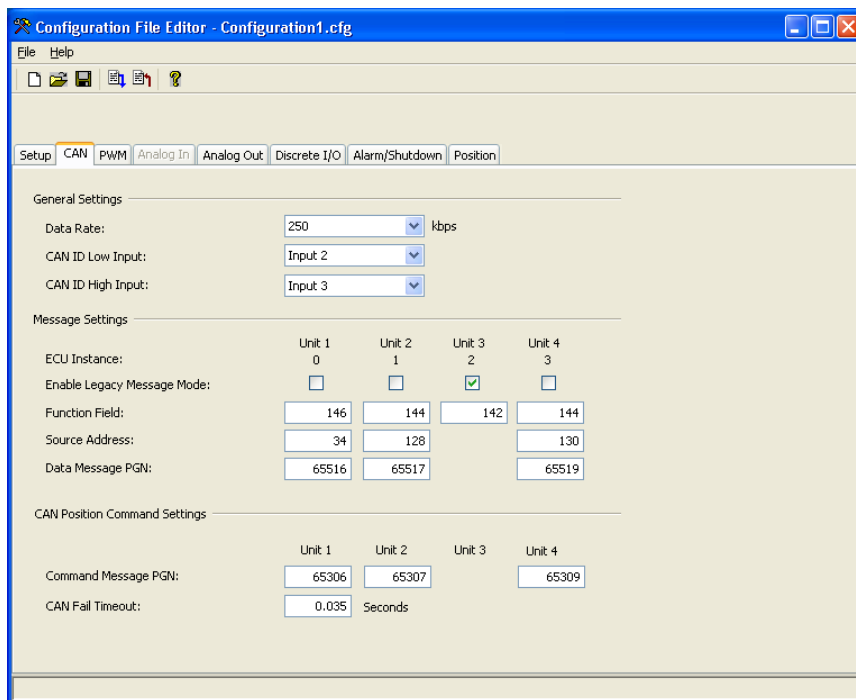 Configuration File Editor - Configuration1.cfg
File Help
Setup CAN PWM Analog In Analog Out Discrete I/O Alarm/Shutdown Position
General Settings
Data Rate: 250 kbps
CAN ID Low Input: Input 2
CAN ID High Input: Input 3
Message Settings
Unit 1 Unit 2 Unit 3 Unit 4
ECU Instance: 0 1 2 3
Enable Legacy Message Mode:
Function Field: 146 144 142 144
Source Address: 34 128 130
Data Message PGN: 65516 65517 65519
CAN Position Command Settings
Unit 1 Unit 2 Unit 3 Unit 4
Command Message PGN: 65306 65307 65309
CAN Fail Timeout: 0.035 Seconds